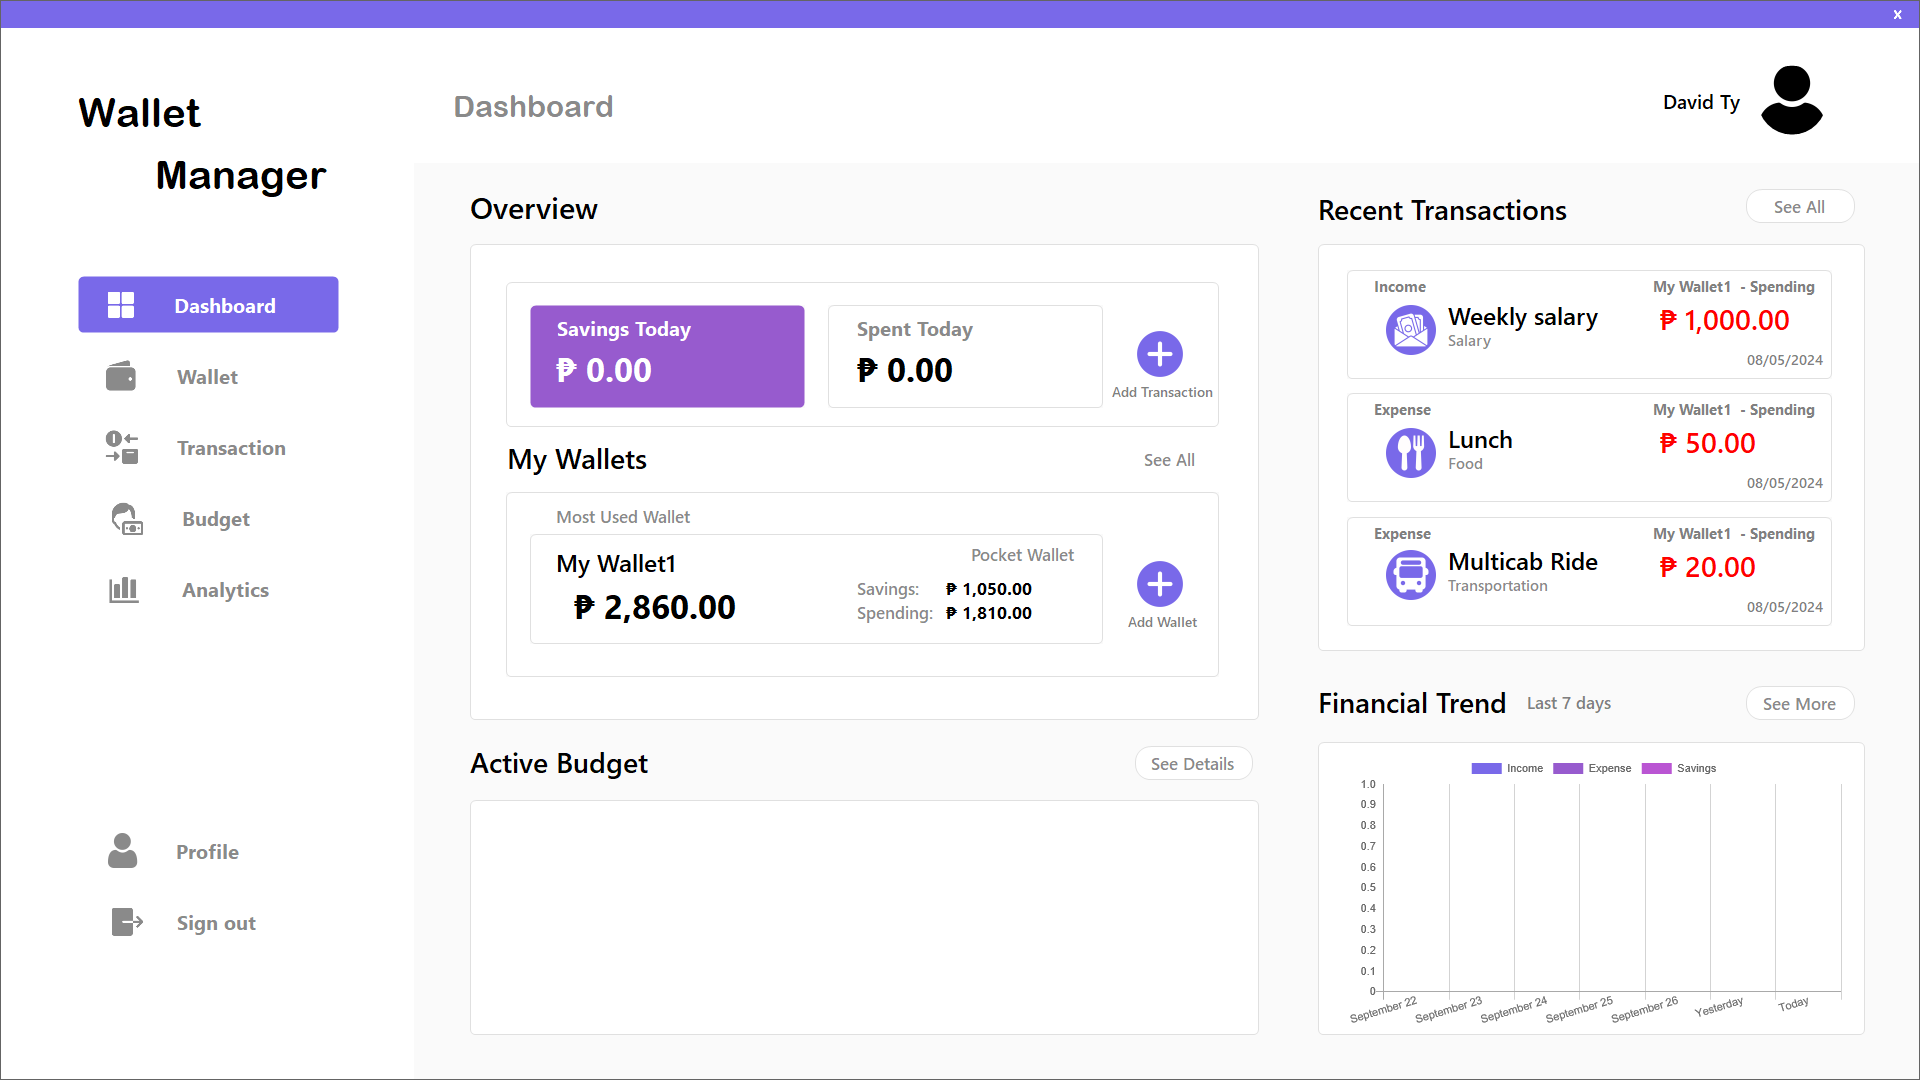 x
Wallet
Manager
Dashboard
Wallet
Transaction
Budget
Analytics
Profile
Sign out
Dashboard
David Ty
Overview
Savings Today
₱ 0.00
Spent Today
₱ 0.00
Add Transaction
My Wallets
See All
Most Used Wallet
My Wallet1
Pocket Wallet
₱ 2,860.00
Savings: ₱ 1,050.00
Spending: ₱ 1,810.00
Add Wallet
Active Budget
See Details
Recent Transactions
See All
Income
My Wallet1 - Spending
Weekly salary
₱ 1,000.00
Salary
08/05/2024
Expense
My Wallet1 - Spending
Lunch
₱ 50.00
Food
08/05/2024
Expense
My Wallet1 - Spending
Multicab Ride
₱ 20.00
Transportation
08/05/2024
Financial Trend
Last 7 days
See More
Income Expense Savings
1.0
0.9
0.8
0.7
0.6
0.5
0.4
0.3
0.2
0.1
0
September 22
September 23
September 24
September 25
September 26
Yesterday
Today